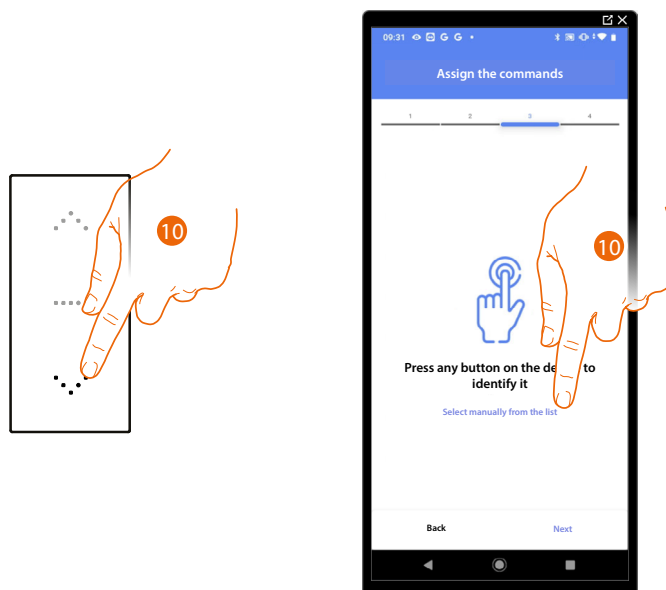 09:31 G G
Assign the commands
1 2 3 4
10
10
Press any button on the de to
identify it
Select manually from the list
Back Next